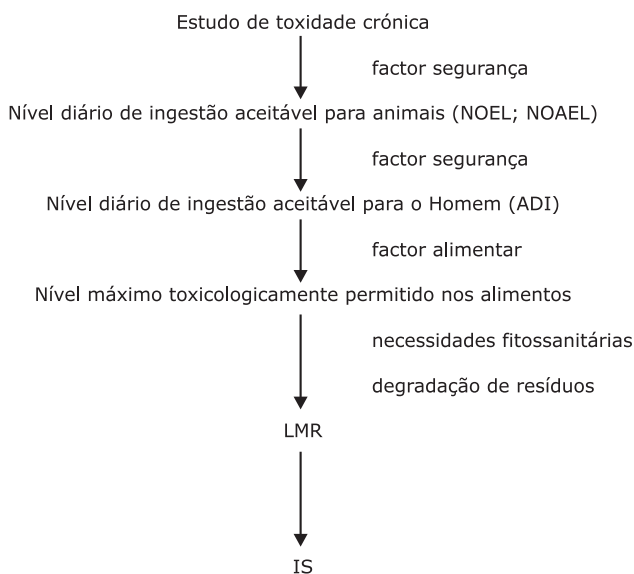 Estudo de toxidade crónica
factor segurança
Nível diário de ingestão aceitável para animais (NOEL; NOAEL)
factor segurança
Nível diário de ingestão aceitável para o Homem (ADI)
factor alimentar
Nível máximo toxicologicamente permitido nos alimentos
necessidades fitossanitárias
degradação de resíduos
LMR
IS